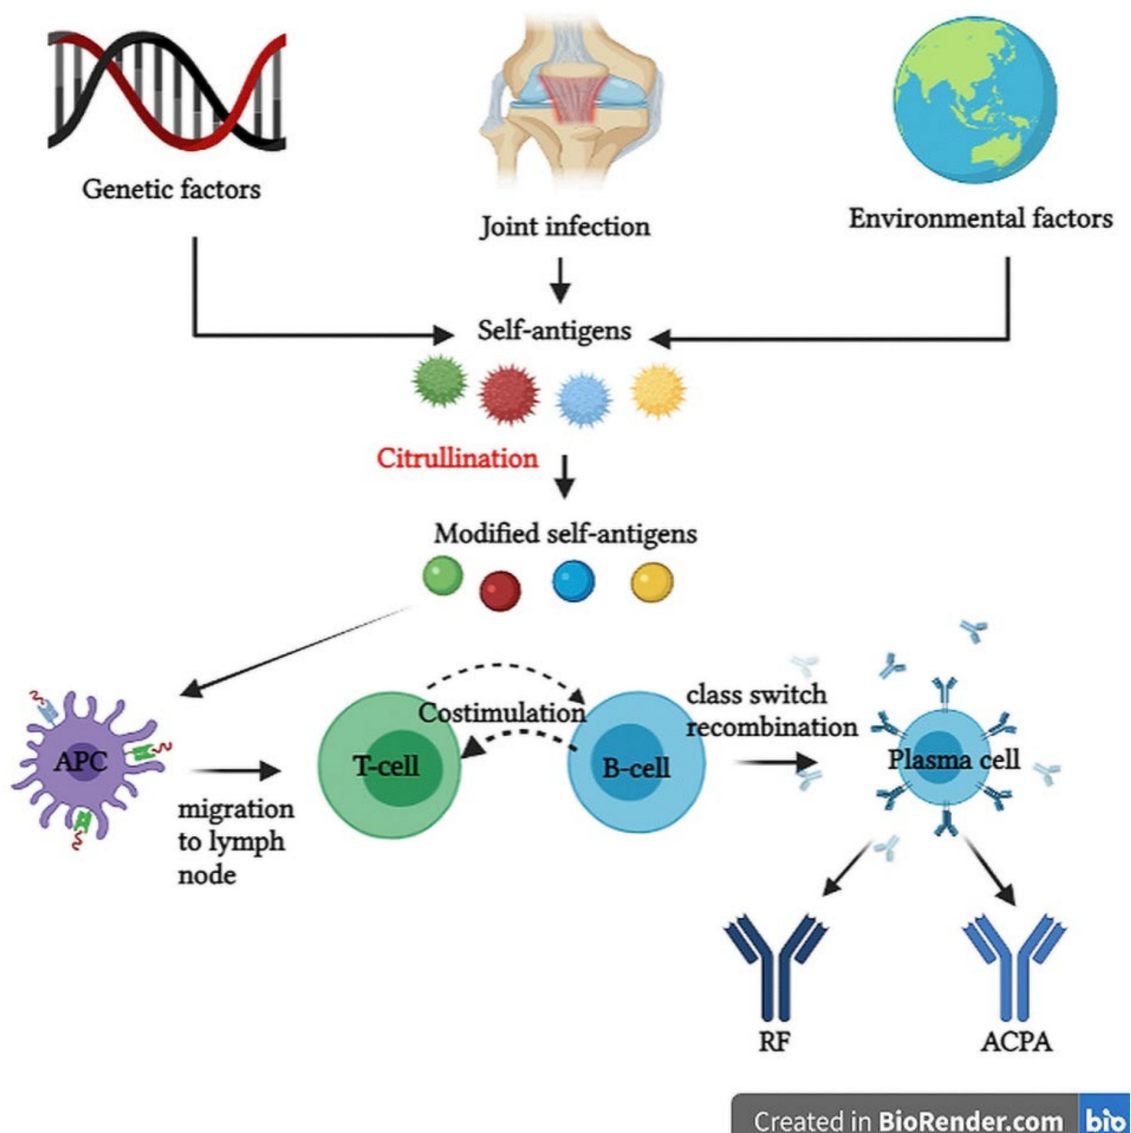 Genetic factors
Joint infection
Environmental factors
Self-antigens
Citrullination
Modified self-antigens
APC
migration
to lymph
node
T-cell
Costimulation
B-cell
class switch
recombination
Plasma cell
RF
ACPA
Created in BioRender.com bio